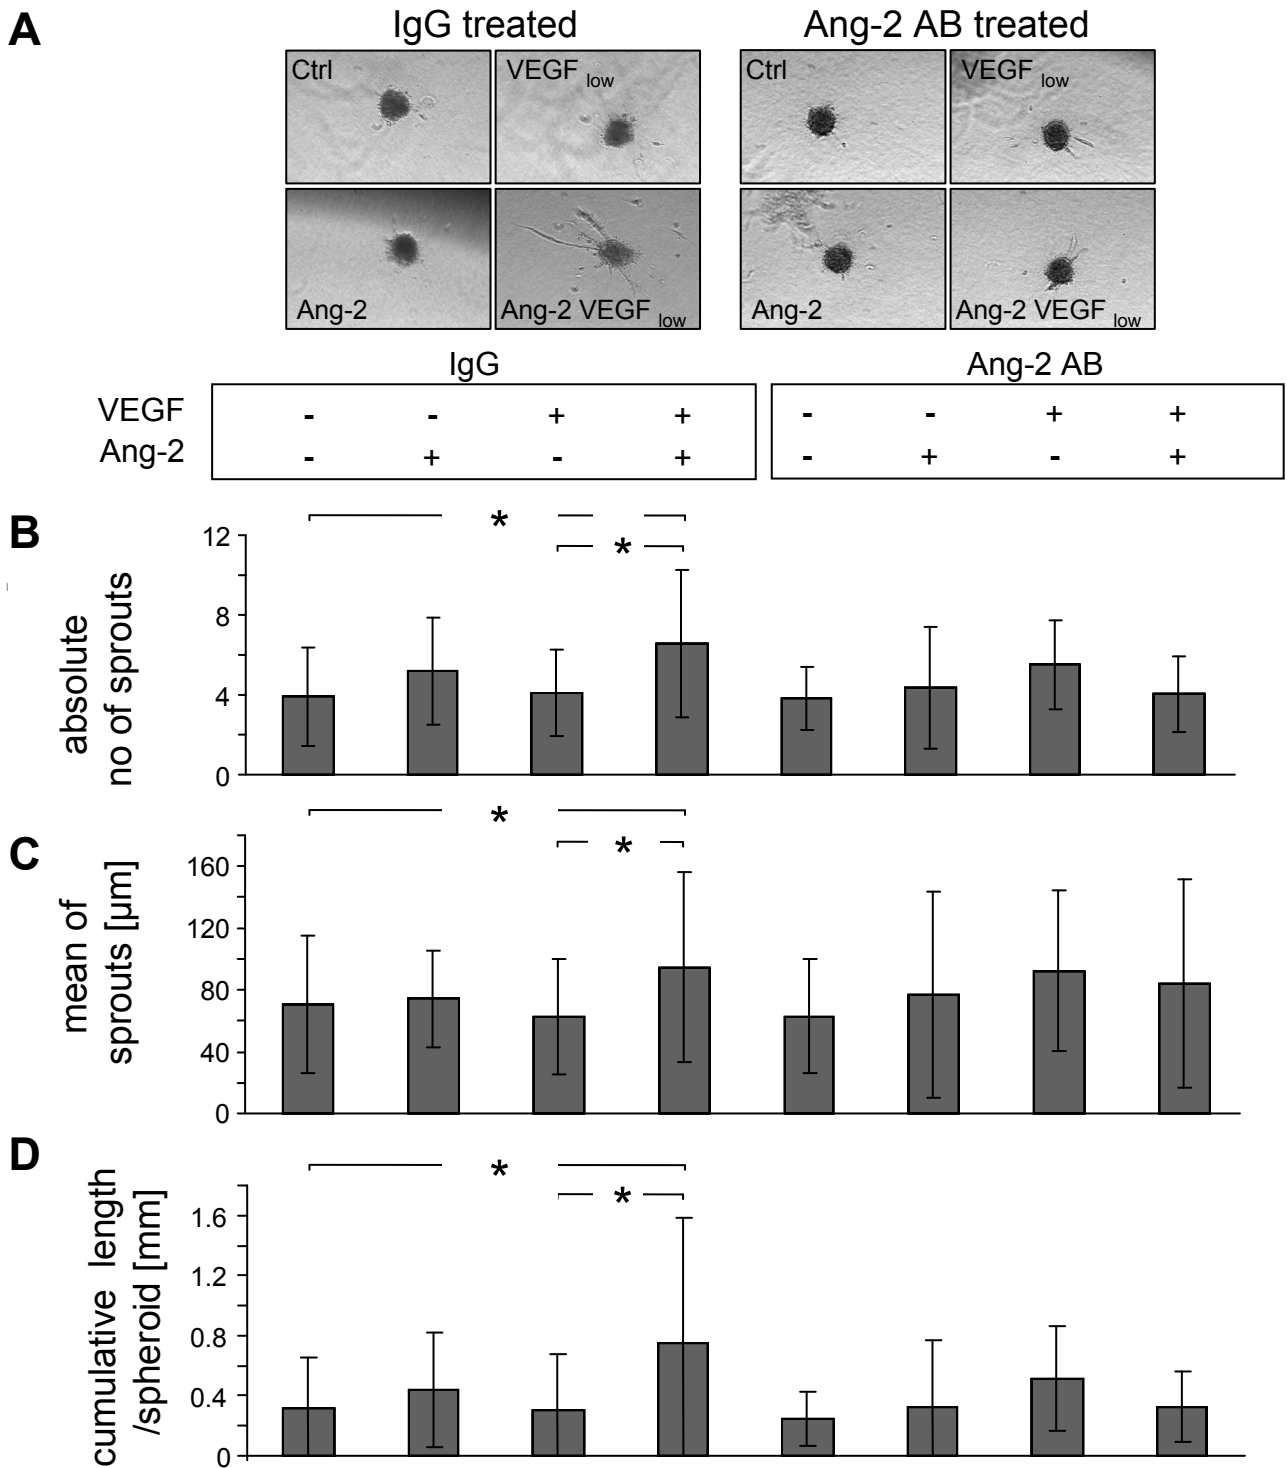 A
IgG treated
Ang-2 AB treated
Ctrl
VEGF low
Ctrl
VEGF low
Ang-2
Ang-2 VEGF low
Ang-2
Ang-2 VEGF low
IgG
Ang-2 AB
VEGF - - + + - - + +
Ang-2 - + - + - + - +
B
absolute
no of sprouts
12
8
4
0
*
*
C
mean of
sprouts [µm]
160
120
80
40
0
*
*
D
cumulative length
/spheroid [mm]
1.6
1.2
0.8
0.4
0
*
*